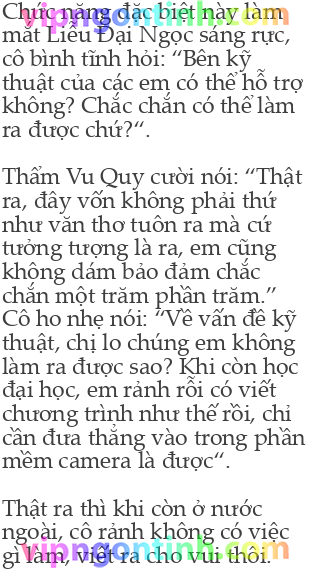 Chức năng đặc biệt này làm
mắt Liễu Đại Ngọc sáng rực,
cô bình tĩnh hỏi: “Bên kỹ
thuật của các em có thể hỗ trợ
không? Chắc chắn có thể làm
ra được chứ?“.
Thẩm Vu Quy cười nói: “Thật
ra, đây vốn không phải thứ
như văn thơ tuôn ra mà cứ
tưởng tượng là ra, em cũng
không dám bảo đảm chắc
chắn một trăm phần trăm.”
Cô ho nhẹ nói: “Về vấn đề kỹ
thuật, chị lo chúng em không
làm ra được sao? Khi còn học
đại học, em rảnh rỗi có viết
chương trình như thế rồi, chỉ
cần đưa thẳng vào trong phần
mềm camera là được“.
Thật ra thì khi còn ở nước
ngoài, cô rảnh không có việc
gì làm, viết ra cho vui thôi.
vipngontinh.com
vipngontinh.com